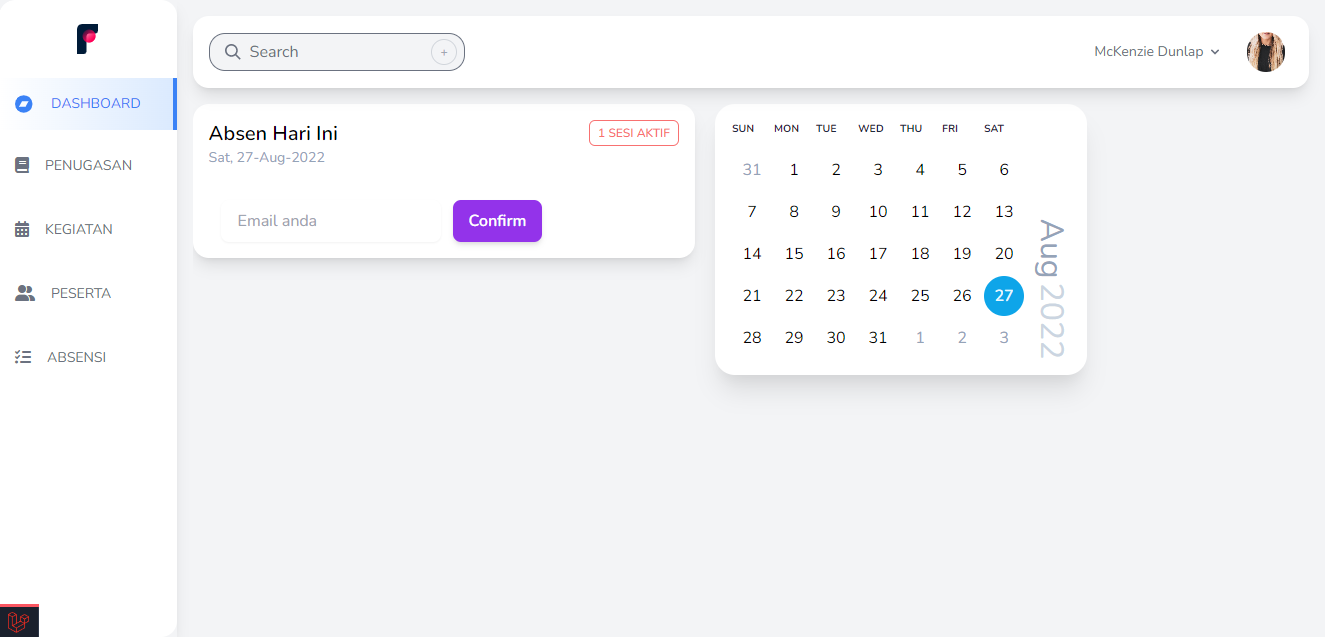 Search
+
McKenzie Dunlap
DASHBOARD
PENUGASAN
KEGIATAN
PESERTA
ABSENSI
Absen Hari Ini
1 SESI AKTIF
Sat, 27-Aug-2022
Email anda
Confirm
SUN MON TUE WED THU FRI SAT
31 1 2 3 4 5 6
7 8 9 10 11 12 13
14 15 16 17 18 19 20
21 22 23 24 25 26 27
28 29 30 31 1 2 3
Aug 2022